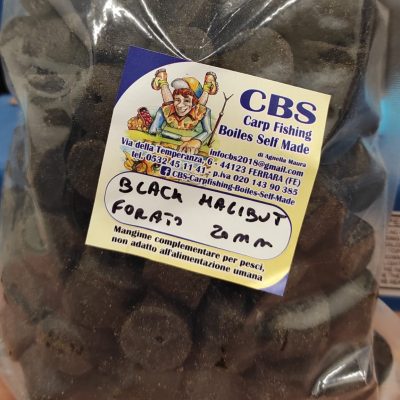 CBS
Carp Fishing
Boiles Self Made
di Agnella Maura
infocbs2018@gmail.com
Via della Temperanza, 6 - 44123 FERRARA (FE)
tel. 0532 45 11 41 - p.iva 020 143 90 385
CBS-Carpfishing-Boiles-Self-Made
BLACK HALIBUT
FORATO 20MM
Mangime complementare per pesci,
non adatto all'alimentazione umana